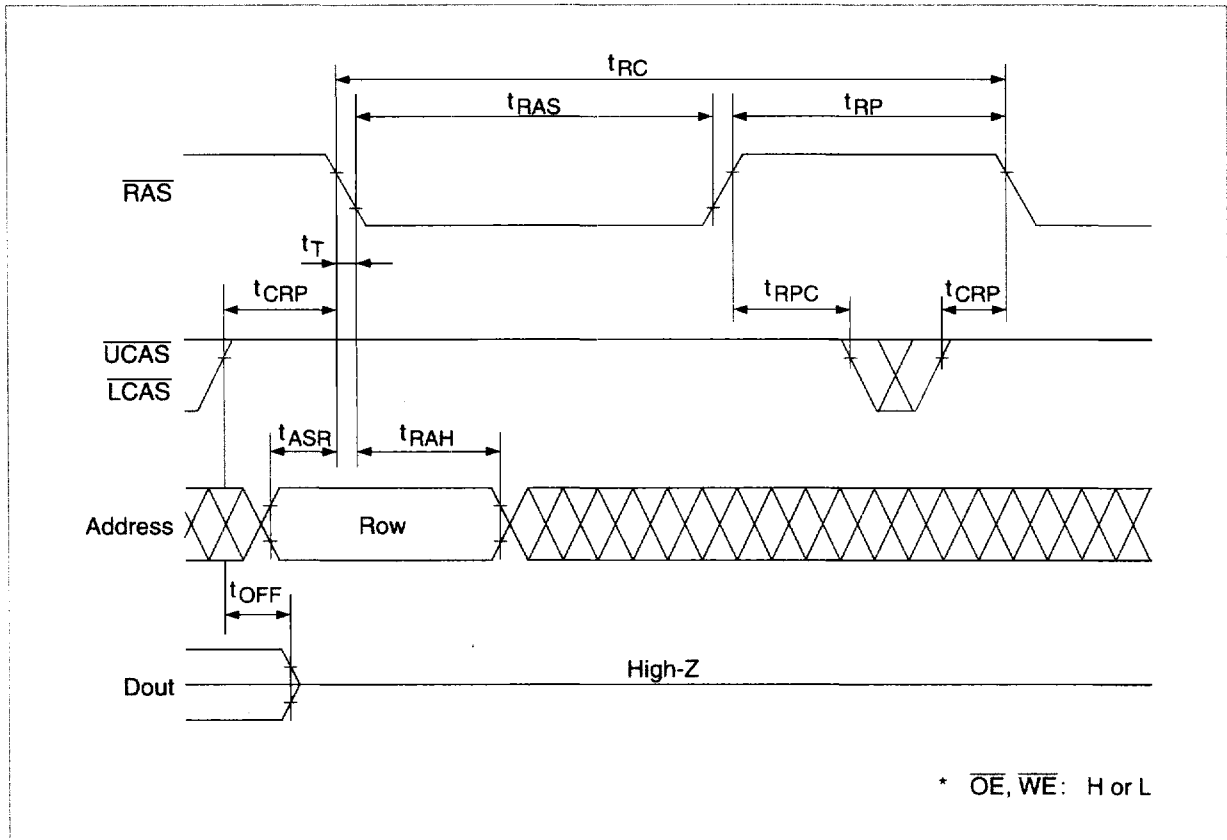 tRC
tRAS
tRP
RAS
tT
tCRP
tRPC
tCRP
UCAS
LCAS
tASR
tRAH
Address
Row
tOFF
High-Z
Dout
* OE, WE: H or L